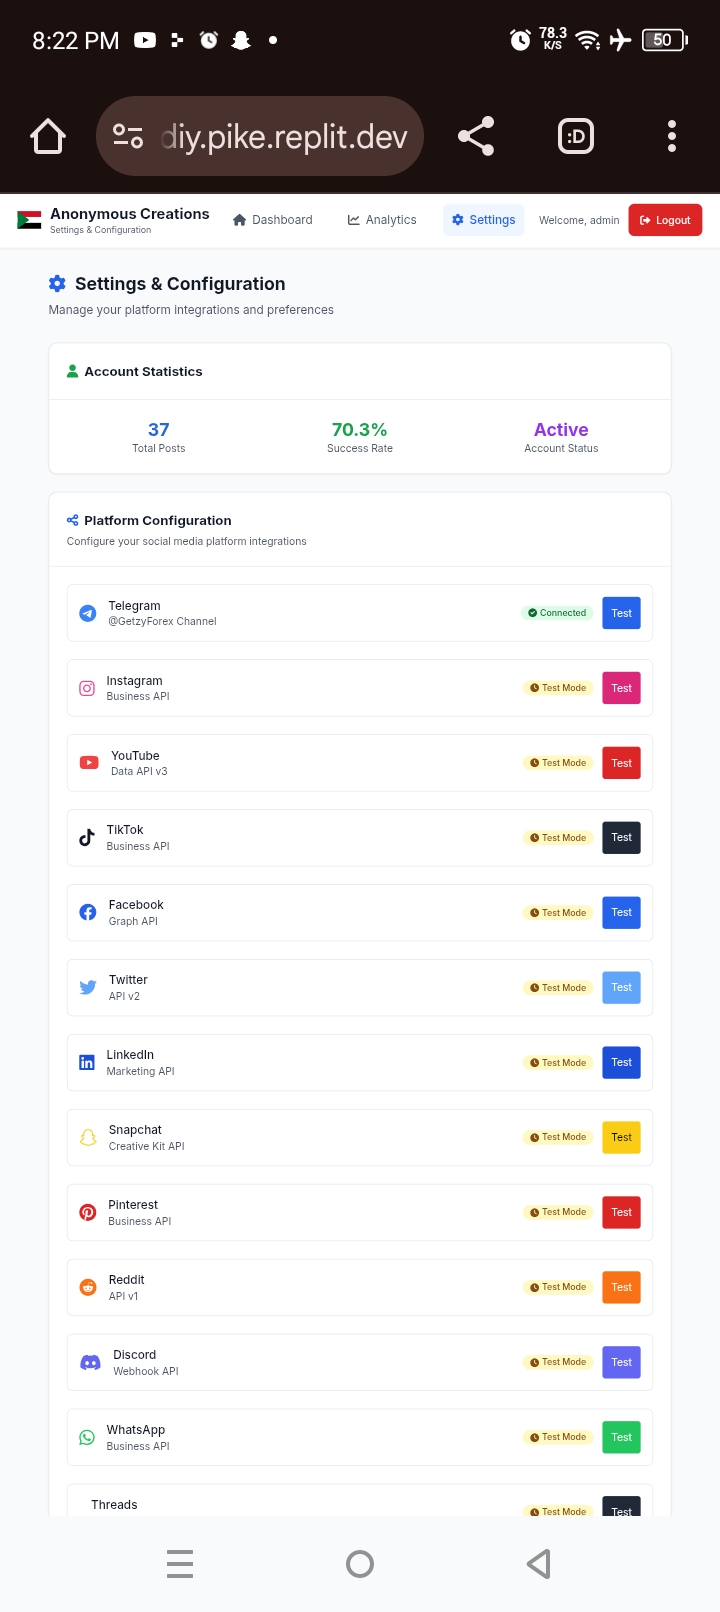 8:22 PM
78.3
K/S
50
diy.pike.replit.dev
:D
Anonymous Creations
Settings & Configuration
Dashboard
Analytics
Settings
Welcome, admin
Logout
Settings & Configuration
Manage your platform integrations and preferences
Account Statistics
37
70.3%
Active
Total Posts
Success Rate
Account Status
Platform Configuration
Configure your social media platform integrations
Telegram
@GetzyForex Channel
Connected
Test
Instagram
Business API
Test Mode
Test
YouTube
Data API v3
Test Mode
Test
TikTok
Business API
Test Mode
Test
Facebook
Graph API
Test Mode
Test
Twitter
API v2
Test Mode
Test
LinkedIn
Marketing API
Test Mode
Test
Snapchat
Creative Kit API
Test Mode
Test
Pinterest
Business API
Test Mode
Test
Reddit
API v1
Test Mode
Test
Discord
Webhook API
Test Mode
Test
WhatsApp
Business API
Test Mode
Test
Threads
Test Mode
Test